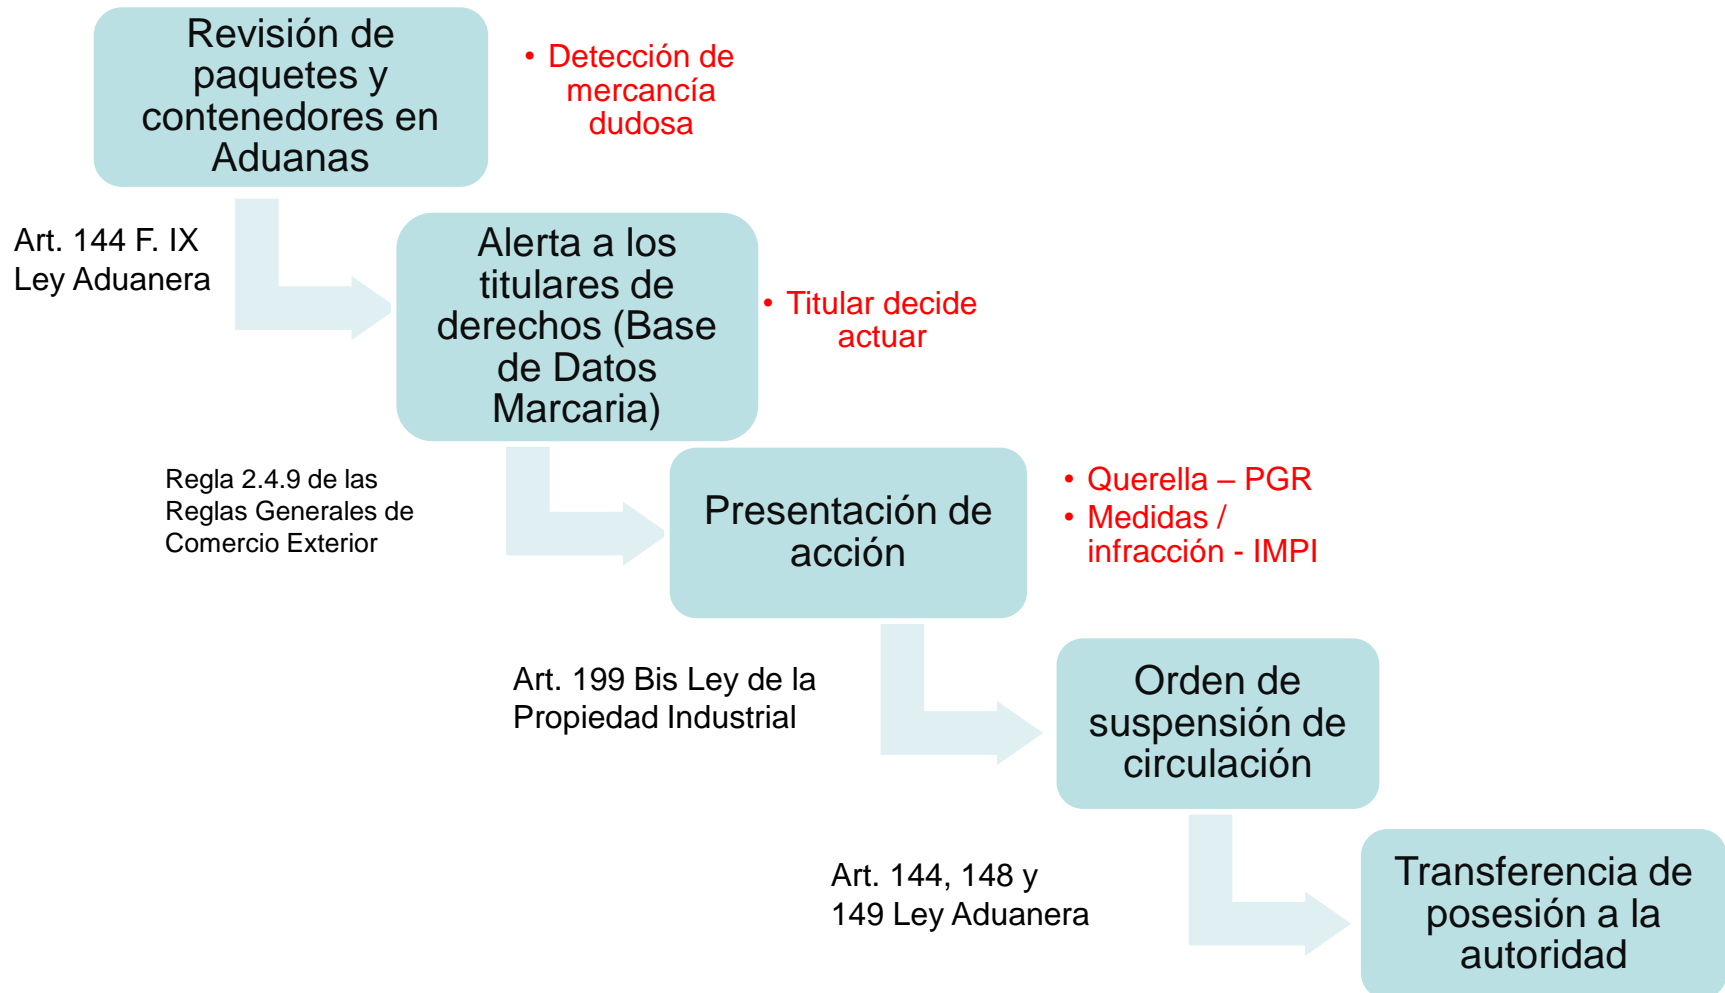 Revisión de
paquetes y
contenedores en
Aduanas
• Detección de
mercancía
dudosa
Art. 144 F. IX
Ley Aduanera
Alerta a los
titulares de
derechos (Base
de Datos
Marcaria)
• Titular decide
actuar
Regla 2.4.9 de las
Reglas Generales de
Comercio Exterior
Presentación de
acción
• Querella – PGR
• Medidas /
infracción - IMPI
Art. 199 Bis Ley de la
Propiedad Industrial
Orden de
suspensión de
circulación
Art. 144, 148 y
149 Ley Aduanera
Transferencia de
posesión a la
autoridad